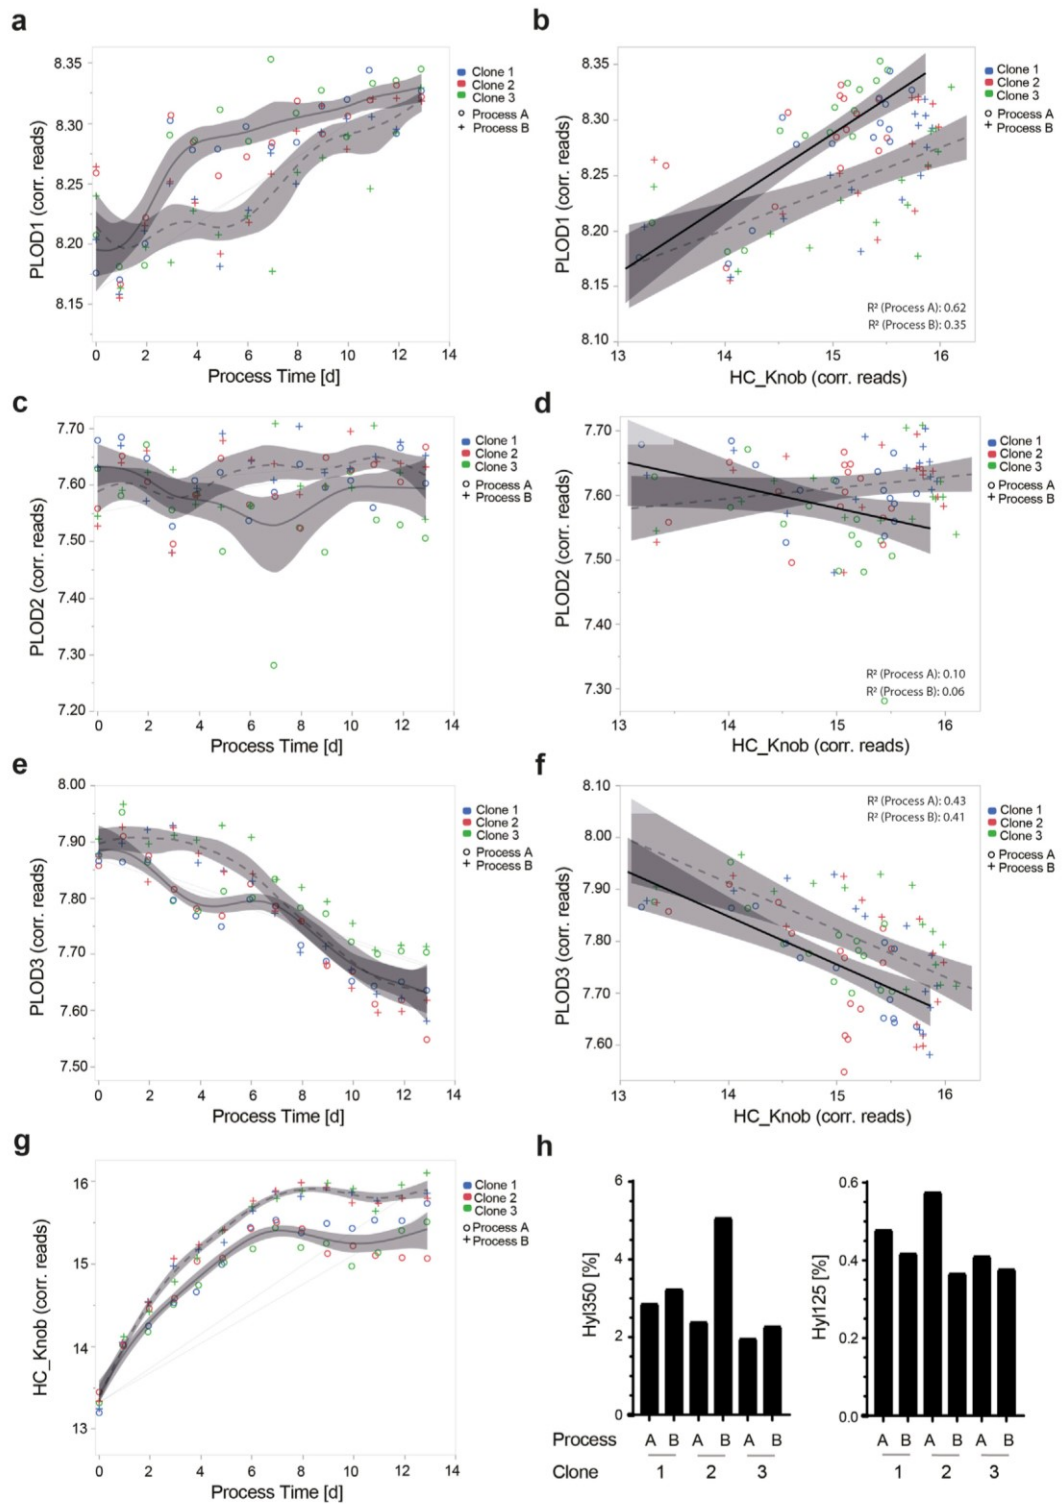 a
PLOD1 (corr. reads)
8.35
8.30
8.25
8.20
8.15
0 2 4 6 8 10 12 14
Process Time [d]
Clone 1
Clone 2
Clone 3
Process A
Process B
b
PLOD1 (corr. reads)
8.35
8.30
8.25
8.20
8.15
8.10
13 14 15 16
HC_Knob (corr. reads)
R² (Process A): 0.62
R² (Process B): 0.35
Clone 1
Clone 2
Clone 3
Process A
Process B
c
PLOD2 (corr. reads)
7.70
7.60
7.50
7.40
7.30
7.20
0 2 4 6 8 10 12 14
Process Time [d]
Clone 1
Clone 2
Clone 3
Process A
Process B
d
PLOD2 (corr. reads)
7.70
7.60
7.50
7.40
7.30
13 14 15 16
HC_Knob (corr. reads)
R² (Process A): 0.10
R² (Process B): 0.06
Clone 1
Clone 2
Clone 3
Process A
Process B
e
PLOD3 (corr. reads)
8.00
7.90
7.80
7.70
7.60
7.50
0 2 4 6 8 10 12 14
Process Time [d]
Clone 1
Clone 2
Clone 3
Process A
Process B
f
PLOD3 (corr. reads)
8.10
8.00
7.90
7.80
7.70
7.60
13 14 15 16
HC_Knob (corr. reads)
R² (Process A): 0.43
R² (Process B): 0.41
Clone 1
Clone 2
Clone 3
Process A
Process B
g
HC_Knob (corr. reads)
16
15
14
13
0 2 4 6 8 10 12 14
Process Time [d]
Clone 1
Clone 2
Clone 3
Process A
Process B
h
Hyl350 [%]
6
4
2
0
Hyl125 [%]
0.6
0.4
0.2
0.0
Process A B A B A B A B A B A B
Clone 1 2 3 1 2 3